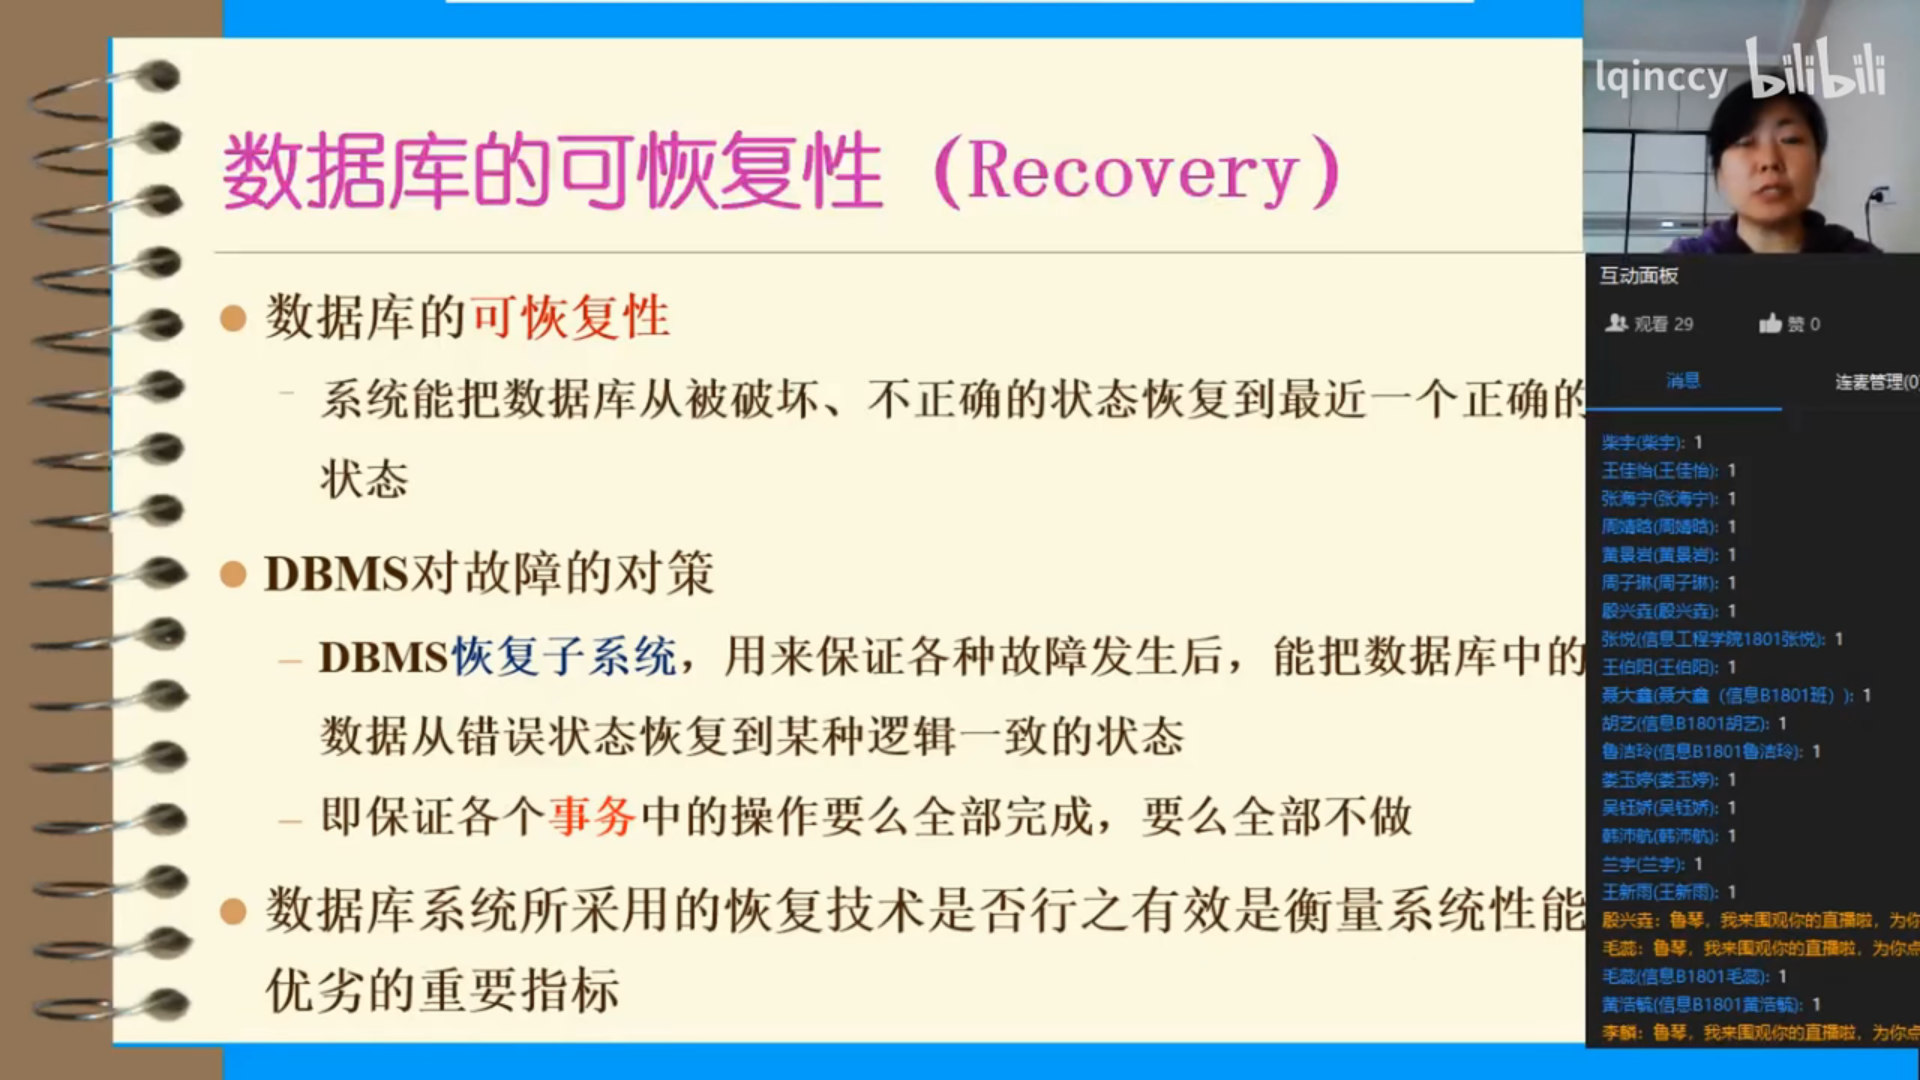 数据库的可恢复性（Recovery）
数据库的可恢复性
系统能把数据库从被破坏、不正确的状态恢复到最近一个正确的
状态
DBMS对故障的对策
DBMS恢复子系统，用来保证各种故障发生后，能把数据库中的
数据从错误状态恢复到某种逻辑一致的状态
即保证各个事务中的操作要么全部完成，要么全部不做
数据库系统所采用的恢复技术是否行之有效是衡量系统性能
优劣的重要指标
lqinccy bilibili
互动面板
观看 29
赞 0
消息
连麦管理(0
柴宇(柴宇): 1
王佳怡(王佳怡): 1
张海宁(张海宁): 1
周婧晗(周婧晗): 1
黄景岩(黄景岩): 1
周子琳(周子琳): 1
殷兴垚(殷兴垚): 1
张悦(信息工程学院1801张悦): 1
王伯阳(王伯阳): 1
聂大鑫(聂大鑫（信息B1801班）): 1
胡艺(信息B1801胡艺): 1
鲁洁玲(信息B1801鲁洁玲): 1
娄玉婷(娄玉婷): 1
吴钰娇(吴钰娇): 1
韩沛航(韩沛航): 1
兰宇(兰宇): 1
王新雨(王新雨): 1
殷兴垚: 鲁琴，我来围观你的直播啦，为你
毛蕊: 鲁琴，我来围观你的直播啦，为你点
毛蕊(信息B1801毛蕊): 1
黄浩毓(信息B1801黄浩毓): 1
李麟: 鲁琴，我来围观你的直播啦，为你点